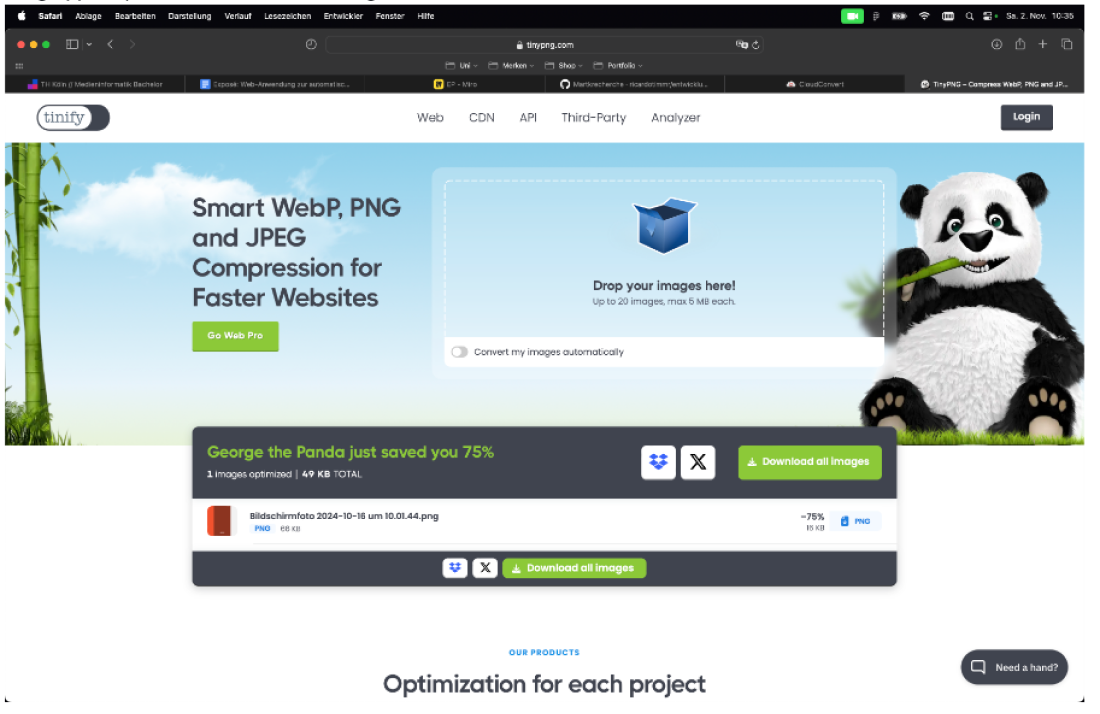 Safari Ablage Bearbeiten Darstellung Verlauf Lesezeichen Entwickler Fenster Hilfe
Sa. 2. Nov. 10:35
tinypng.com
Uni Merken Shop Portfolio
TH Köln // Medieninformatik Bachelor
Exposé: Web-Anwendung zur automatisc...
EP – Miro
CloudConvert
TinyPNG – Compress WebP, PNG and JP...
tinify
Web CDN API Third-Party Analyzer
Login
Smart WebP, PNG
and JPEG
Compression for
Faster Websites
Go Web Pro
Drop your images here!
Up to 20 images, max 5 MB each.
Convert my images automatically
George the Panda just saved you 75%
1 images optimized | 49 KB TOTAL
Download all images
Bildschirmfoto 2024-10-16 um 10.01.44.png
PNG 66 KB
-75%
16 KB
PNG
Download all images
OUR PRODUCTS
Optimization for each project
Need a hand?